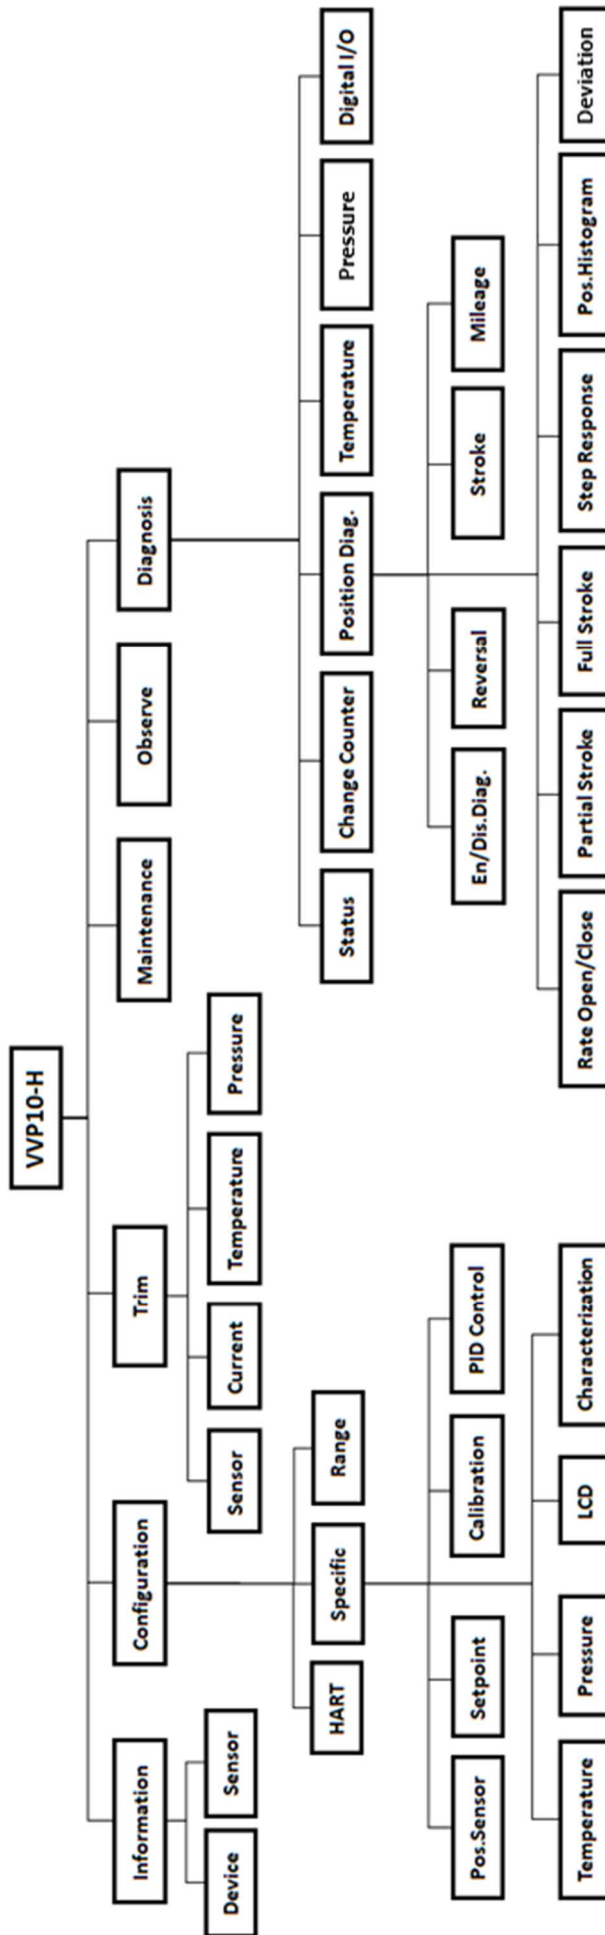 VVP10-H
Information
Configuration
Trim
Maintenance
Observe
Diagnosis
Device
Sensor
Sensor
Current
Temperature
Pressure
HART
Specific
Range
Status
Change Counter
Position Diag.
Temperature
Pressure
Digital I/O
Pos.Sensor
Setpoint
Calibration
PID Control
En/Dis.Diag.
Reversal
Stroke
Mileage
Temperature
Pressure
LCD
Characterization
Rate Open/Close
Partial Stroke
Full Stroke
Step Response
Pos.Histogram
Deviation